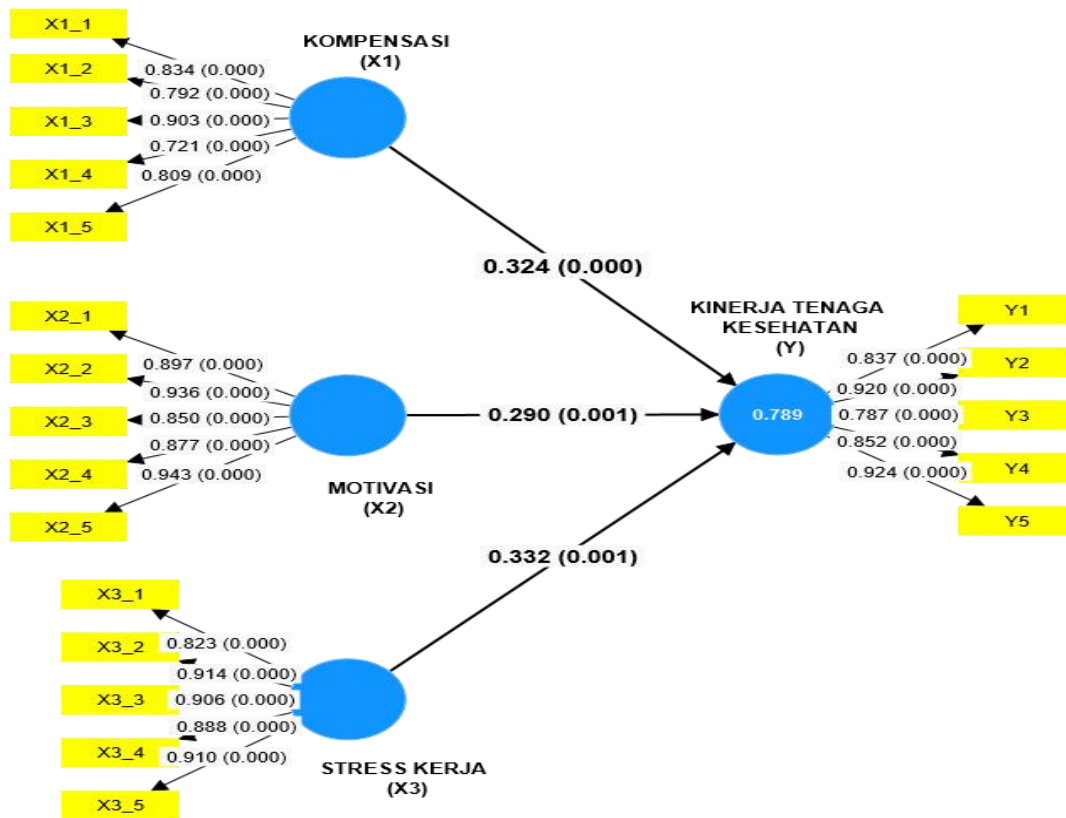 X1_1
X1_2
X1_3
X1_4
X1_5
0.834 (0.000)
0.792 (0.000)
0.903 (0.000)
0.721 (0.000)
0.809 (0.000)
KOMPENSASI
(X1)
0.324 (0.000)
X2_1
X2_2
X2_3
X2_4
X2_5
0.897 (0.000)
0.936 (0.000)
0.850 (0.000)
0.877 (0.000)
0.943 (0.000)
MOTIVASI
(X2)
0.290 (0.001)
X3_1
X3_2
X3_3
X3_4
X3_5
0.823 (0.000)
0.914 (0.000)
0.906 (0.000)
0.888 (0.000)
0.910 (0.000)
STRESS KERJA
(X3)
0.332 (0.001)
KINERJA TENAGA
KESEHATAN
(Y)
0.789
0.837 (0.000)
0.920 (0.000)
0.787 (0.000)
0.852 (0.000)
0.924 (0.000)
Y1
Y2
Y3
Y4
Y5